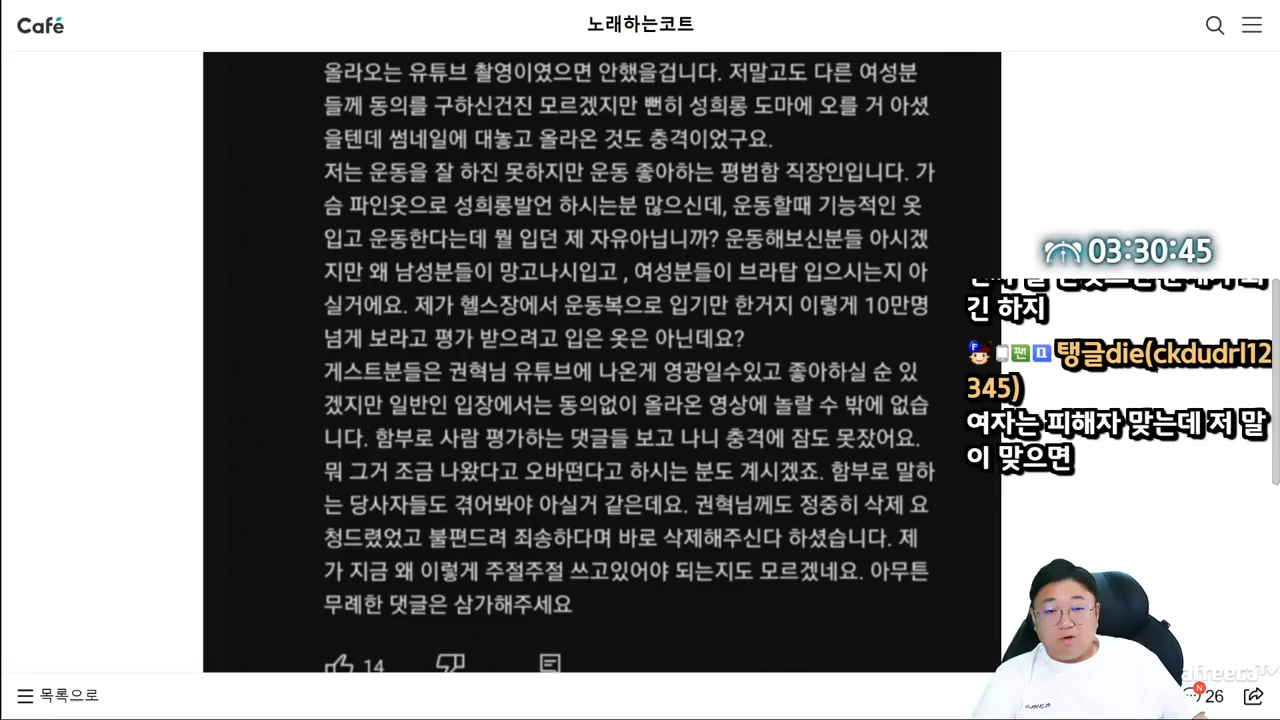 Café
노래하는코트
올라오는 유튜브 촬영이였으면 안했을겁니다. 저말고도 다른 여성분
들께 동의를 구하신건진 모르겠지만 뻔히 성희롱 도마에 오를 거 아셨
을텐데 썸네일에 대놓고 올라온 것도 충격이었구요.
저는 운동을 잘 하진 못하지만 운동 좋아하는 평범함 직장인입니다. 가
슴 파인옷으로 성희롱발언 하시는분 많으신데, 운동할때 기능적인 옷
입고 운동한다는데 뭘 입던 제 자유아닙니까? 운동해보신분들 아시겠
지만 왜 남성분들이 망고나시입고 , 여성분들이 브라탑 입으시는지 아
실거에요. 제가 헬스장에서 운동복으로 입기만 한거지 이렇게 10만명
넘게 보라고 평가 받으려고 입은 옷은 아닌데요?
게스트분들은 권혁님 유튜브에 나온게 영광일수있고 좋아하실 순 있
겠지만 일반인 입장에서는 동의없이 올라온 영상에 놀랄 수 밖에 없습
니다. 함부로 사람 평가하는 댓글들 보고 나니 충격에 잠도 못잤어요.
뭐 그거 조금 나왔다고 오바떤다고 하시는 분도 계시겠죠. 함부로 말하
는 당사자들도 겪어봐야 아실거 같은데요. 권혁님께도 정중히 삭제 요
청드렸었고 불편드려 죄송하다며 바로 삭제해주신다 하셨습니다. 제
가 지금 왜 이렇게 주절주절 쓰고있어야 되는지도 모르겠네요. 아무튼
무례한 댓글은 삼가해주세요
14
03:30:45
긴 하지
탱글die(ckdudrl12
345)
여자는 피해자 맞는데 저 말
이 맞으면
목록으로
afreecaTV
N
26